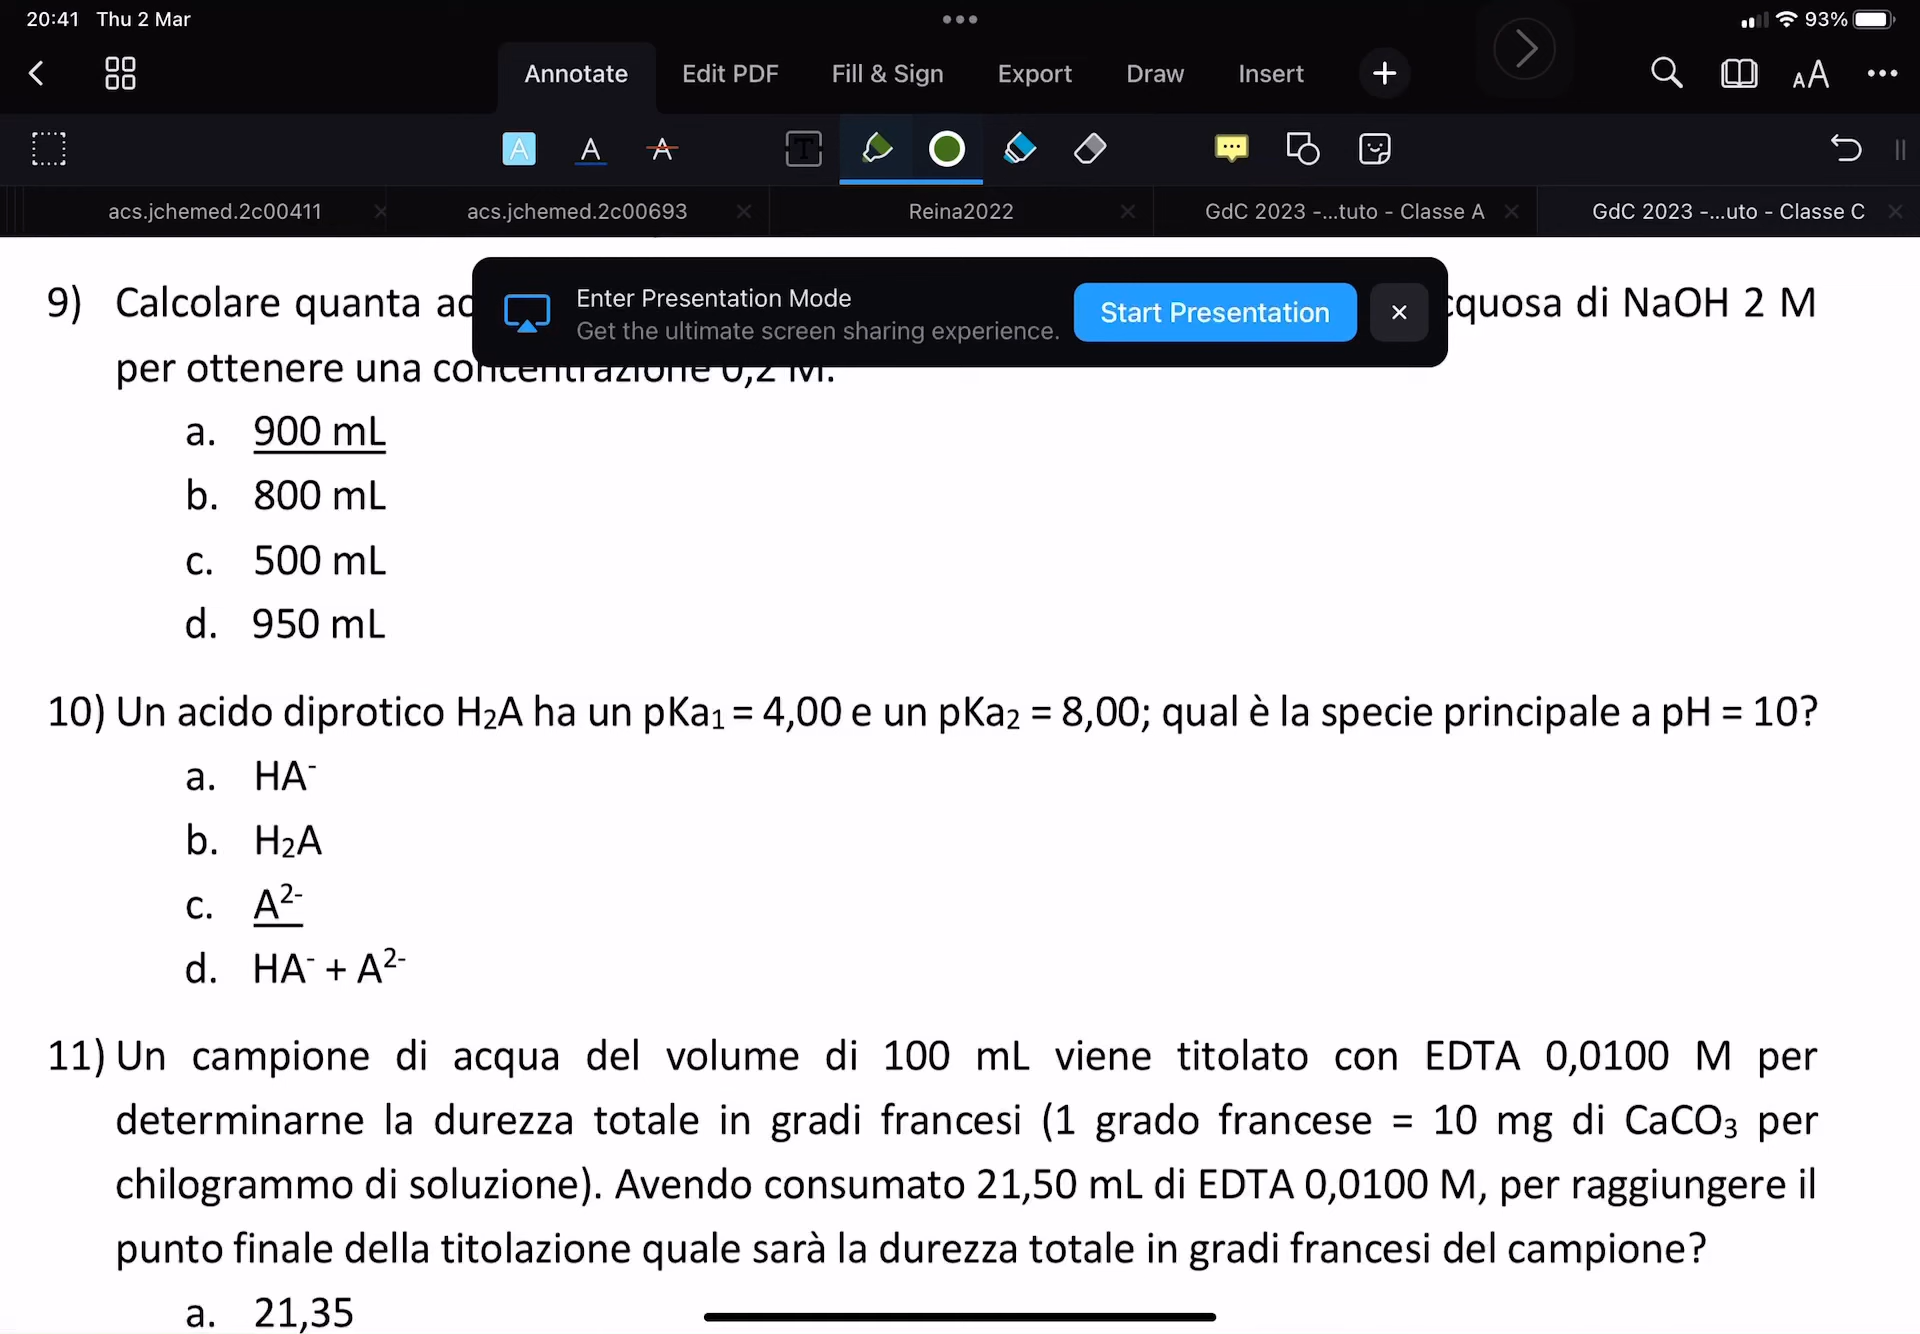 20:41 Thu 2 Mar
93%
Annotate Edit PDF Fill & Sign Export Draw Insert
acs.jchemed.2c00411 acs.jchemed.2c00693 Reina2022 GdC 2023 -...tuto - Classe A GdC 2023 -...uto - Classe C
Enter Presentation Mode
Get the ultimate screen sharing experience.
Start Presentation
9) Calcolare quanta di NaOH 2 M
per ottenere una concentrazione 0,2 M.
a. 900 mL
b. 800 mL
c. 500 mL
d. 950 mL
10) Un acido diprotico H₂A ha un pKa₁ = 4,00 e un pKa₂ = 8,00; qual è la specie principale a pH = 10?
a. HA⁻
b. H₂A
c. A²⁻
d. HA⁻ + A²⁻
11) Un campione di acqua del volume di 100 mL viene titolato con EDTA 0,0100 M per
determinarne la durezza totale in gradi francesi (1 grado francese = 10 mg di CaCO₃ per
chilogrammo di soluzione). Avendo consumato 21,50 mL di EDTA 0,0100 M, per raggiungere il
punto finale della titolazione quale sarà la durezza totale in gradi francesi del campione?
a. 21,35